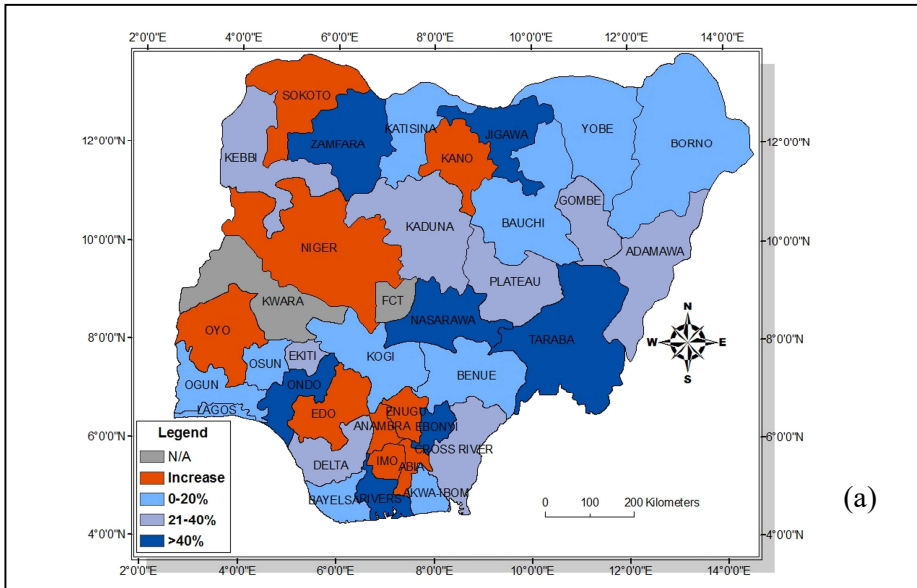 2°0'0"E 4°0'0"E 6°0'0"E 8°0'0"E 10°0'0"E 12°0'0"E 14°0'0"E
SOKOTO
12°0'0"N KEBBI ZAMFARA KATISINA KANO JIGAWA YOBE BORNO 12°0'0"N
GOMBE
KADUNA BAUCHI
10°0'0"N NIGER ADAMAWA 10°0'0"N
PLATEAU
KWARA FCT
NASARAWA
N
8°0'0"N OYO TARABA W E 8°0'0"N
S
OSUN EKITI KOGI
OGUN ONDO BENUE
LAGOS
EDO ENUGU
6°0'0"N ANAMBRA EBONYI 6°0'0"N
CROSS RIVER
DELTA IMO ABIA
BAYELSA RIVERS AKWA-IBOM
Legend
N/A
Increase
0-20%
21-40%
>40%
0 100 200 Kilometers
(a)
4°0'0"N 4°0'0"N
2°0'0"E 4°0'0"E 6°0'0"E 8°0'0"E 10°0'0"E 12°0'0"E 14°0'0"E